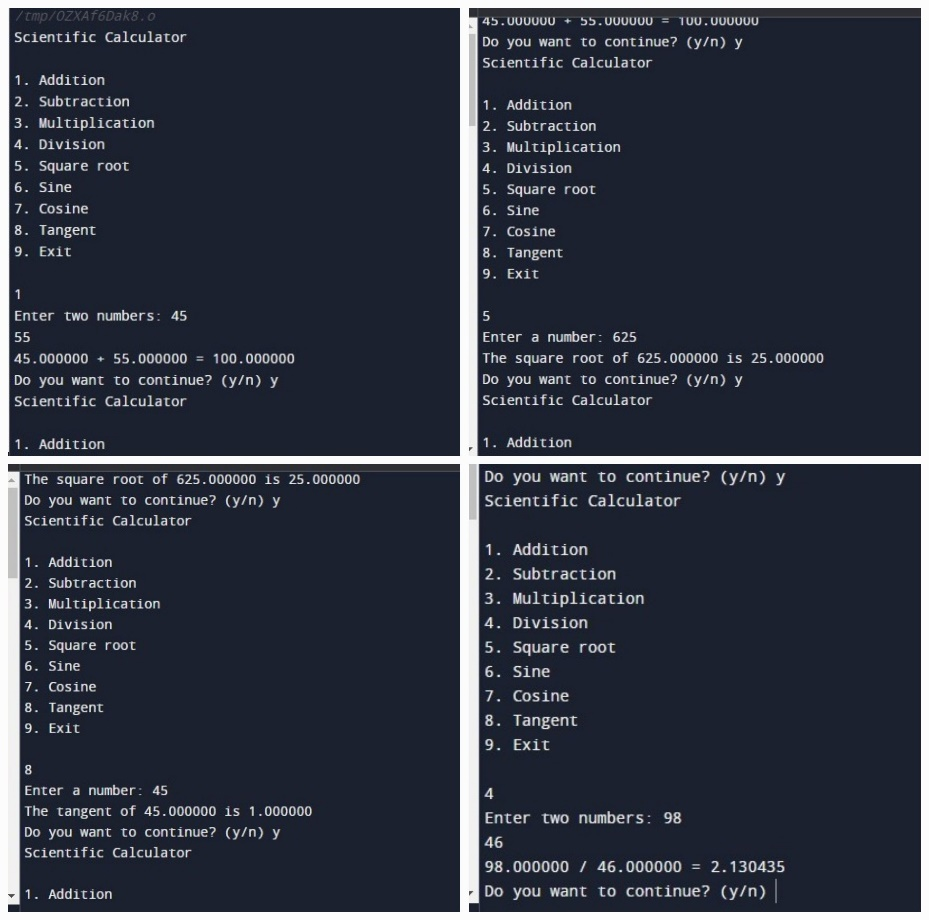 /tmp/OZXAf6Dak8.o
Scientific Calculator
1. Addition
2. Subtraction
3. Multiplication
4. Division
5. Square root
6. Sine
7. Cosine
8. Tangent
9. Exit
1
Enter two numbers: 45
55
45.000000 + 55.000000 = 100.000000
Do you want to continue? (y/n) y
Scientific Calculator
1. Addition
45.000000 + 55.000000 = 100.000000
Do you want to continue? (y/n) y
Scientific Calculator
1. Addition
2. Subtraction
3. Multiplication
4. Division
5. Square root
6. Sine
7. Cosine
8. Tangent
9. Exit
5
Enter a number: 625
The square root of 625.000000 is 25.000000
Do you want to continue? (y/n) y
Scientific Calculator
1. Addition
The square root of 625.000000 is 25.000000
Do you want to continue? (y/n) y
Scientific Calculator
1. Addition
2. Subtraction
3. Multiplication
4. Division
5. Square root
6. Sine
7. Cosine
8. Tangent
9. Exit
8
Enter a number: 45
The tangent of 45.000000 is 1.000000
Do you want to continue? (y/n) y
Scientific Calculator
1. Addition
Do you want to continue? (y/n) y
Scientific Calculator
1. Addition
2. Subtraction
3. Multiplication
4. Division
5. Square root
6. Sine
7. Cosine
8. Tangent
9. Exit
4
Enter two numbers: 98
46
98.000000 / 46.000000 = 2.130435
Do you want to continue? (y/n)